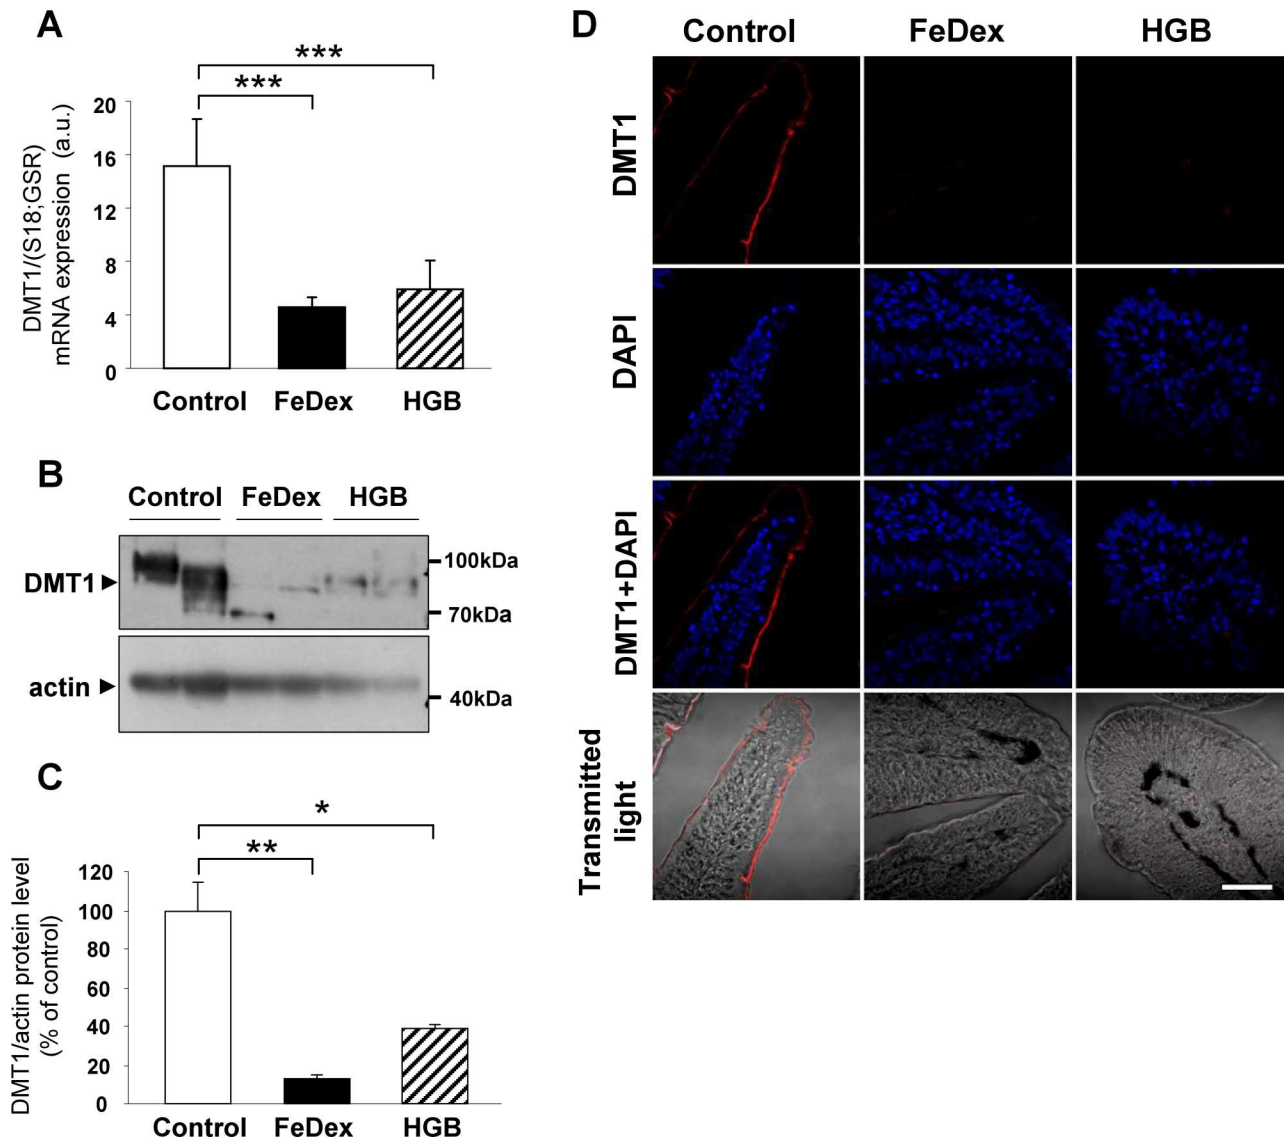 A
***
***
DMT1/(S18;GSR)
mRNA expression (a.u.)
20
16
12
8
4
0
Control FeDex HGB
B
Control FeDex HGB
DMT1
100kDa
70kDa
actin
40kDa
C
*
**
DMT1/actin protein level
(% of control)
120
100
80
60
40
20
0
Control FeDex HGB
D
Control FeDex HGB
DMT1
DAPI
DMT1+DAPI
Transmitted
light